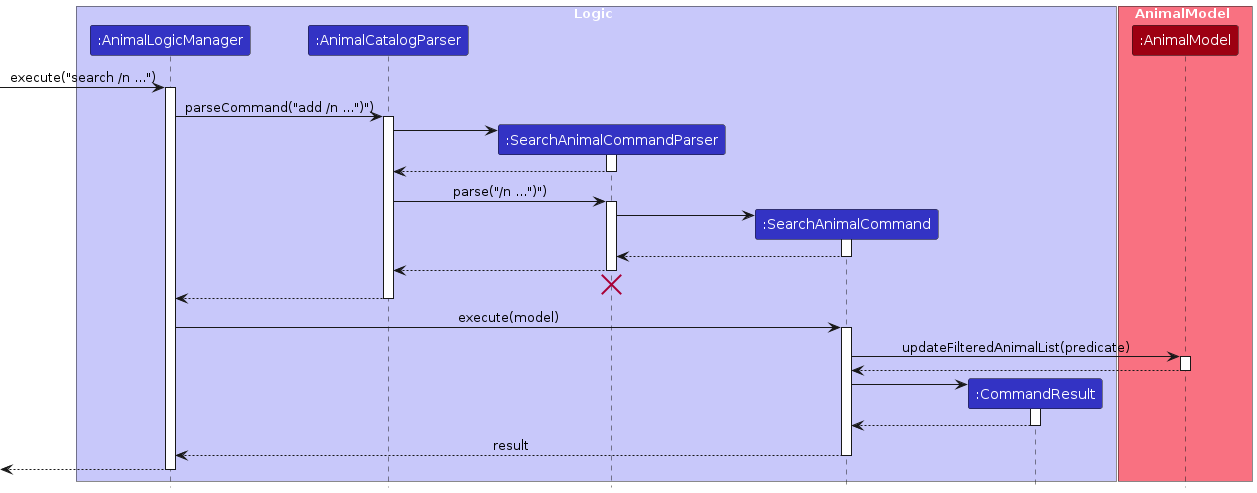 Logic
AnimalModel
:AnimalLogicManager
:AnimalCatalogParser
:AnimalModel
execute("search /n ...")
parseCommand("add /n ...")")
:SearchAnimalCommandParser
parse("/n ...")")
:SearchAnimalCommand
execute(model)
updateFilteredAnimalList(predicate)
:CommandResult
result